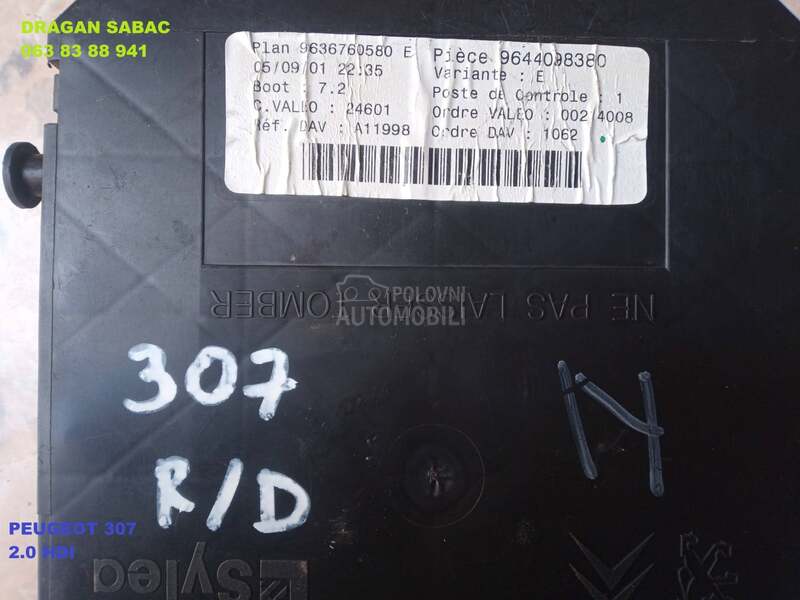 DRAGAN SABAC
063 83 88 941
Plan 9636760580 E Pièce 9644098380
05/09/01 22:35 Variante : E
Boot : 7.2 Poste de Controle : 1
C.VALEO : 24601 Ordre VALEO : 00214008
Réf. DAV : A11998 Ordre DAV : 1062
NE PAS LAISSER TOMBER
POLOVNI
AUTOMOBILI
307
R/D
PEUGEOT 307
2.0 HDI
Sylea